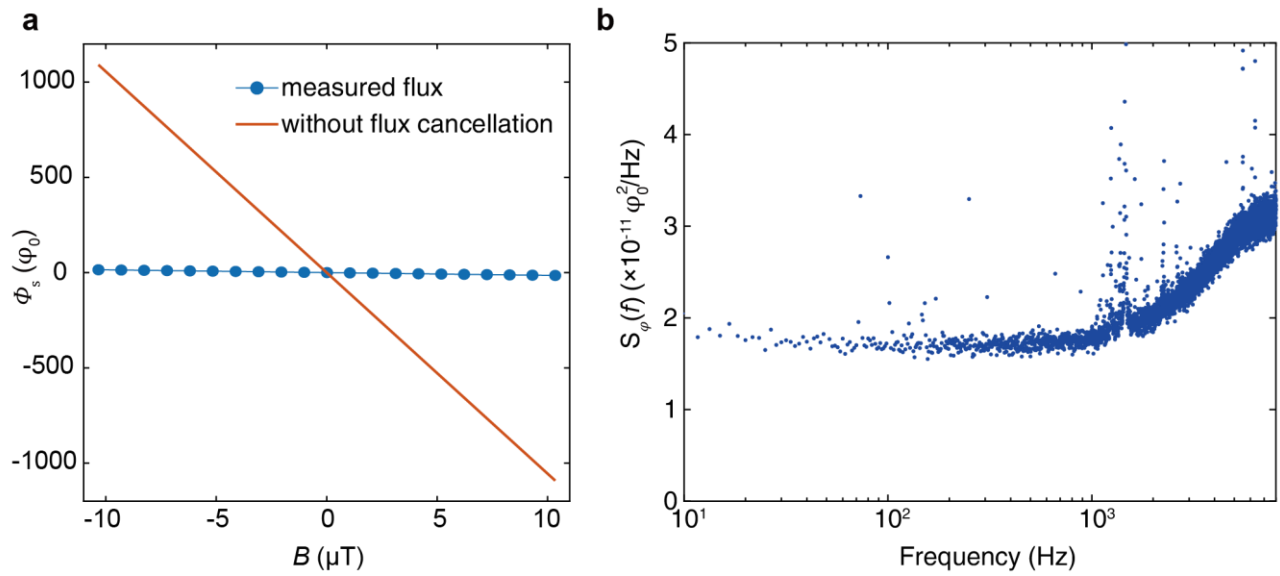 a
1000
500
0
-500
-1000
Φs (φ0)
measured flux
without flux cancellation
-10
-5
0
5
10
B (μT)
b
5
4
3
2
1
0
Sφ(f) (×10⁻¹¹ φ0²/Hz)
10¹
10²
10³
Frequency (Hz)